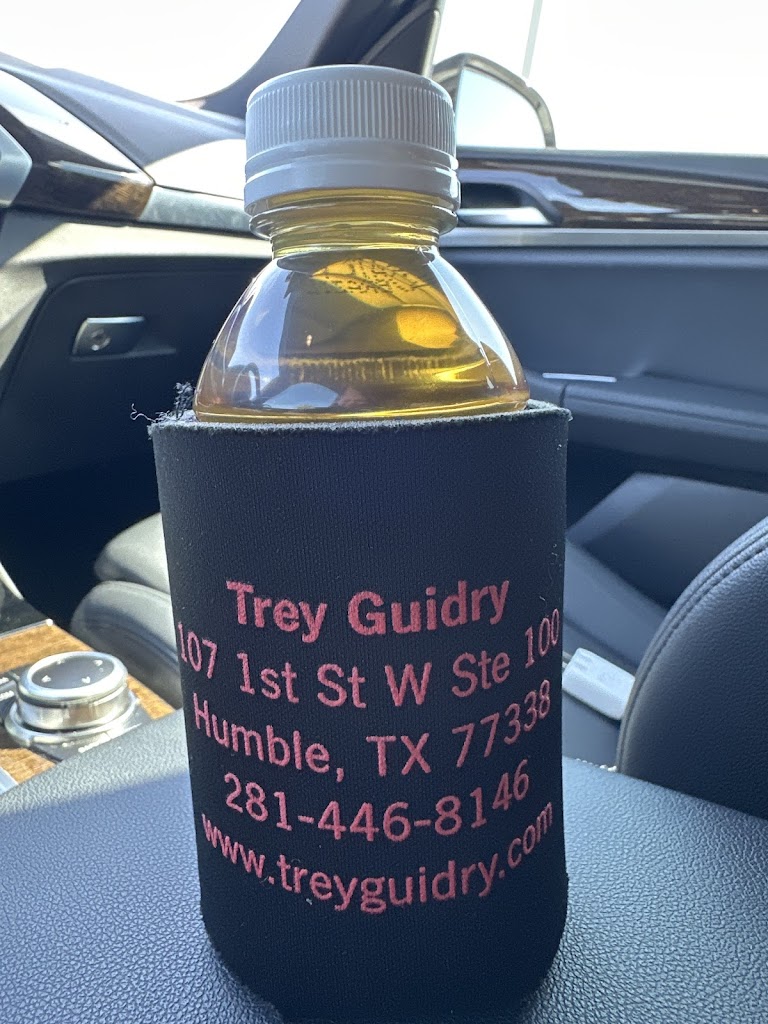 Trey Guidry
107 1st St W Ste 100
Humble, TX 77338
281-446-8146
www.treyguidry.com